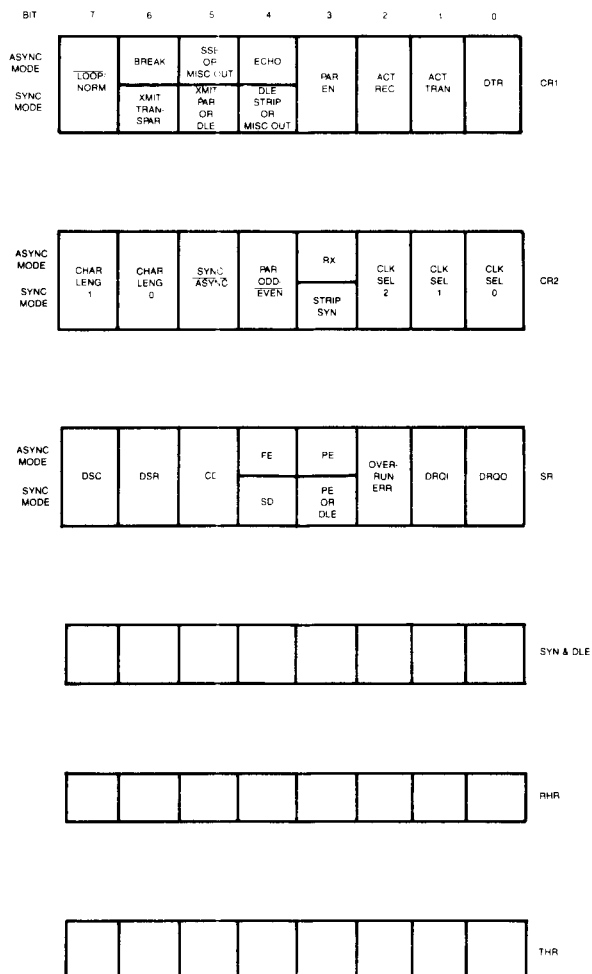 BIT 7 6 5 4 3 2 1 0
ASYNC MODE
SYNC MODE
LOOP/ NORM
BREAK
XMIT TRAN- SPAR
OR MISC OUT
XMIT PAR OR DLE
ECHO
DLE STRIP OR MISC OUT
PAR EN
ACT REC
ACT TRAN
DTR
CR1
ASYNC MODE
SYNC MODE
CHAR LENG 1
CHAR LENG 0
SYNC ASYNC
PAR ODD EVEN
RX
STRIP SYN
CLK SEL 2
CLK SEL 1
CLK SEL 0
CR2
ASYNC MODE
SYNC MODE
DSC
DSR
FE
SD
PE
PE OR DLE
OVER- RUN ERR
DRQI
DRQO
SR
SYN & DLE
RHR
THR